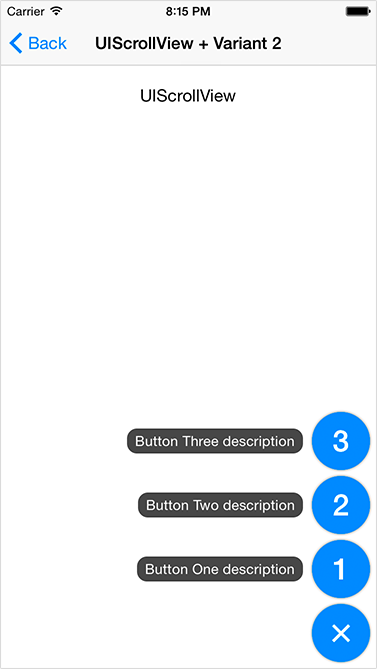 Carrier 8:15 PM
Back UIScrollView + Variant 2
UIScrollView
Button Three description 3
Button Two description 2
Button One description 1